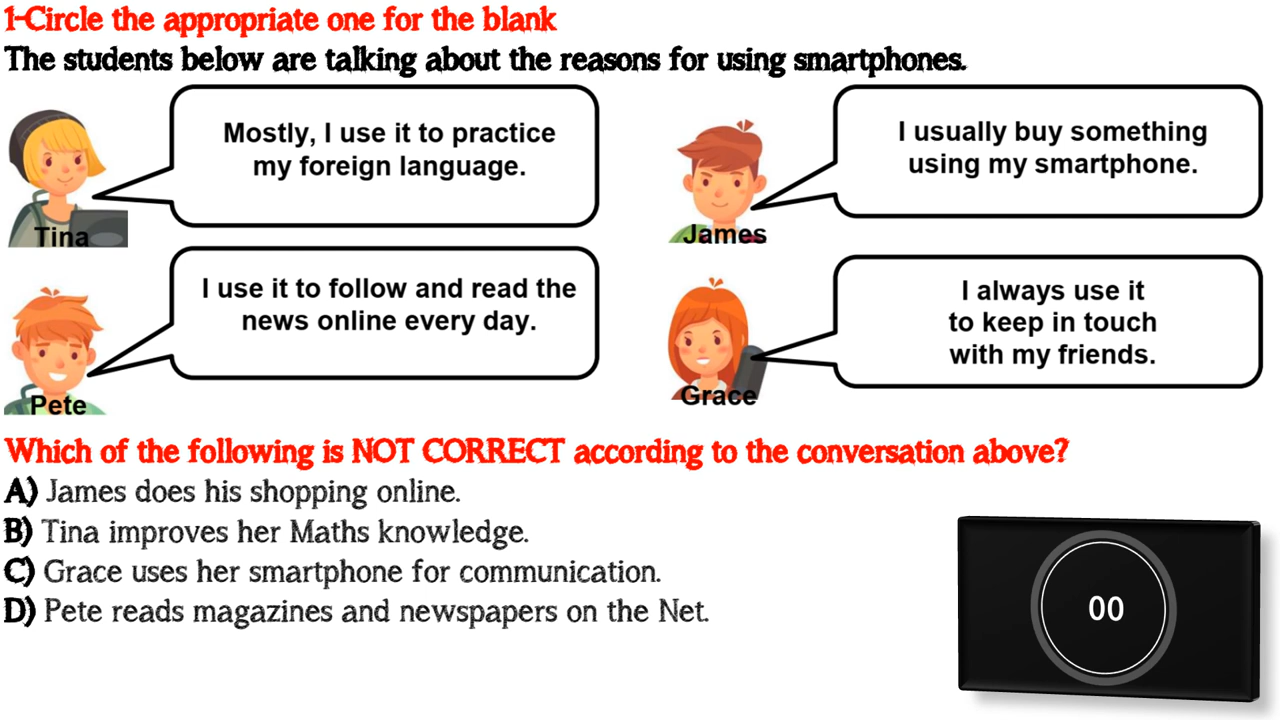 1-Circle the appropriate one for the blank
The students below are talking about the reasons for using smartphones.
Mostly, I use it to practice
my foreign language.
Tina
I usually buy something
using my smartphone.
James
I use it to follow and read the
news online every day.
Pete
I always use it
to keep in touch
with my friends.
Grace
Which of the following is NOT CORRECT according to the conversation above?
A) James does his shopping online.
B) Tina improves her Maths knowledge.
C) Grace uses her smartphone for communication.
D) Pete reads magazines and newspapers on the Net.
00